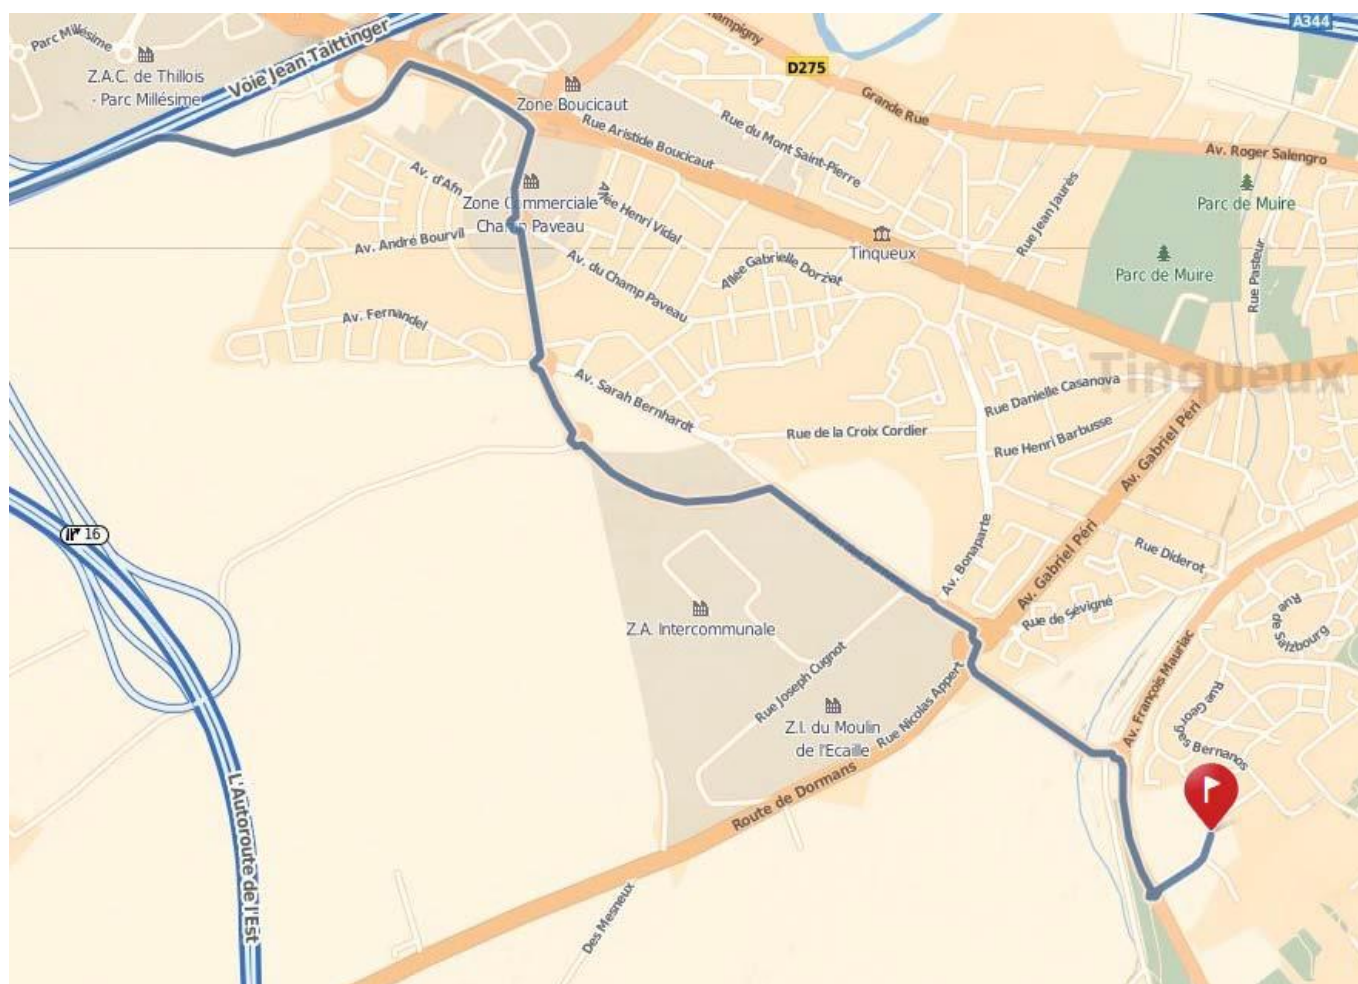 Parc Millésime
Z.A.C. de Thillois
- Parc Millésime
Voie Jean Taittinger
Zone Boucicaut
Rue Aristide Boucicaut
D275
A344
Grande Rue
Rue du Mont Saint-Pierre
Av. Roger Salengro
Parc de Muire
Parc de Muire
Rue Pasteur
Rue Jean Jaurès
Tinqueux
Zone Commerciale
Champ Paveau
Allée Henri Vidal
Av. André Bourvil
Av. du Champ Paveau
Allée Gabrielle Dorziat
Av. Fernandel
Av. Sarah Bernhardt
Tinqueux
Rue Danielle Casanova
Rue de la Croix Cordier
Rue Henri Barbusse
Av. Gabriel Péri
Av. Gabriel Péri
Av. Bonaparte
Rue Diderot
16
Rue de Sévigné
Rue
de Salzbourg
Z.A. Intercommunale
Rue Joseph Cugnot
Rue Nicolas Appert
Av. François Mauriac
Rue Georges Bernanos
Z.I. du Moulin
de l'Ecaille
Route de Dormans
L'Autoroute de l'Est
Des Mesneux